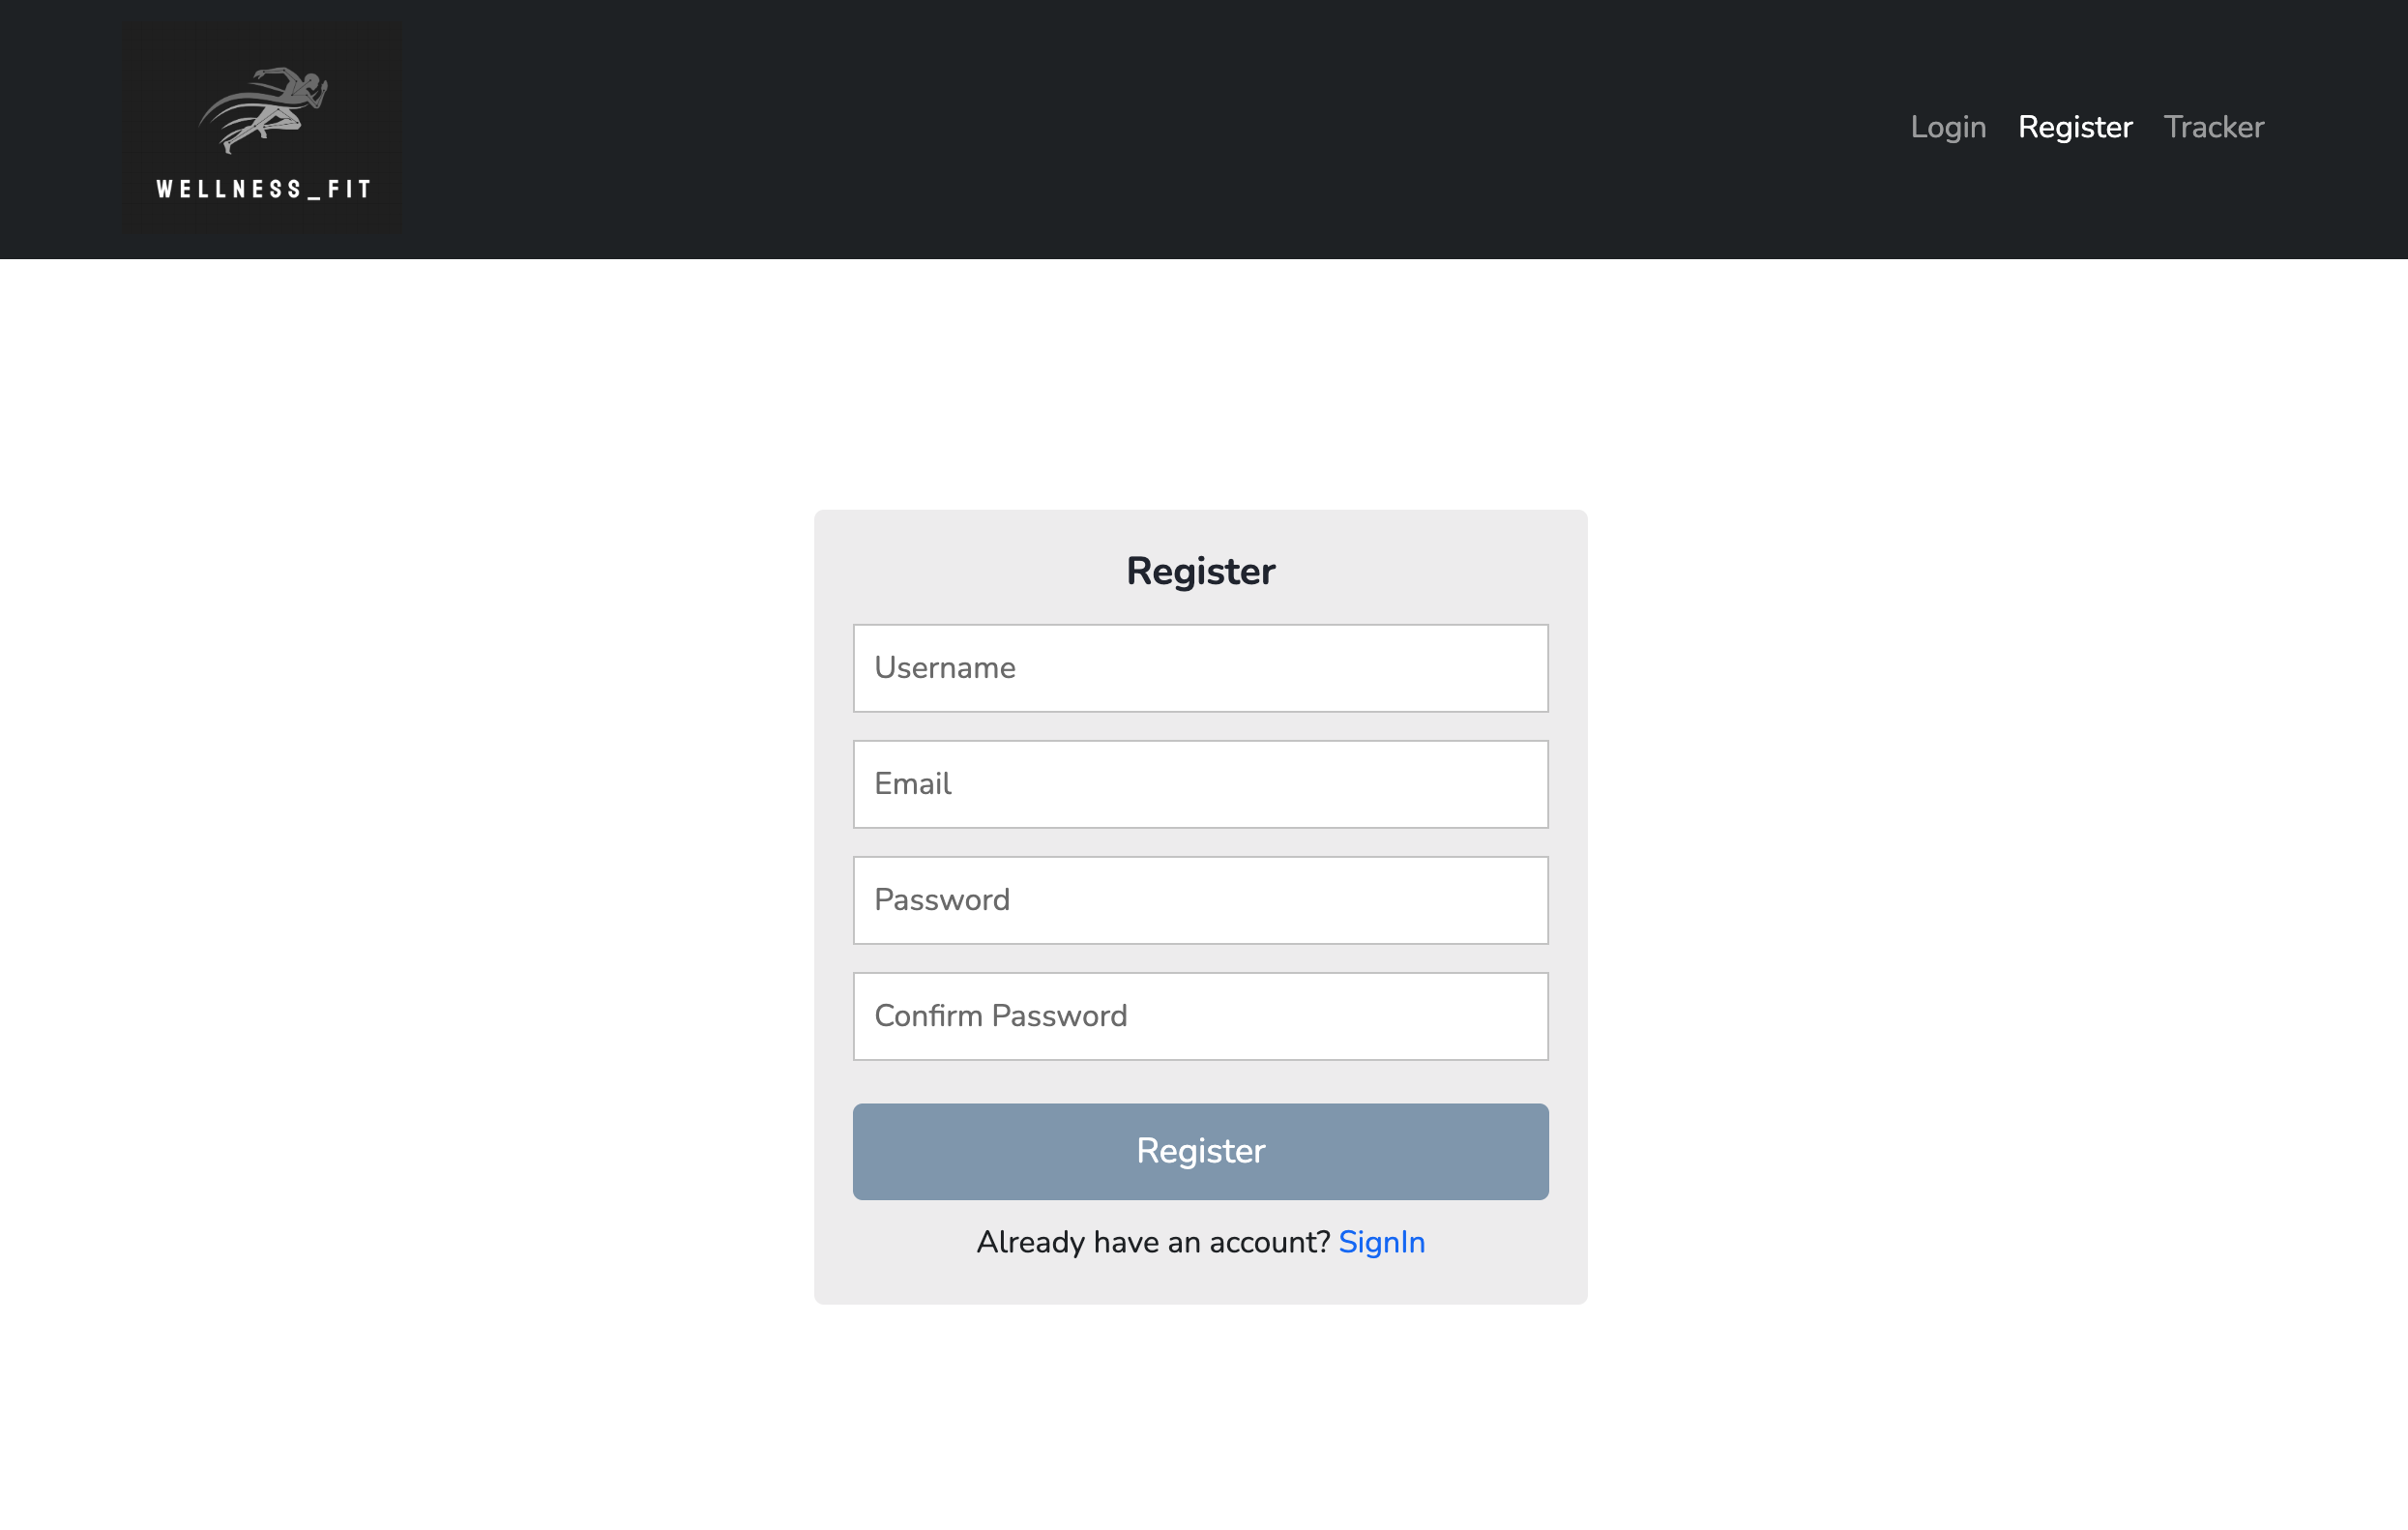 WELLNESS_FIT
Login Register Tracker
Register
Username
Email
Password
Confirm Password
Register
Already have an account? SignIn